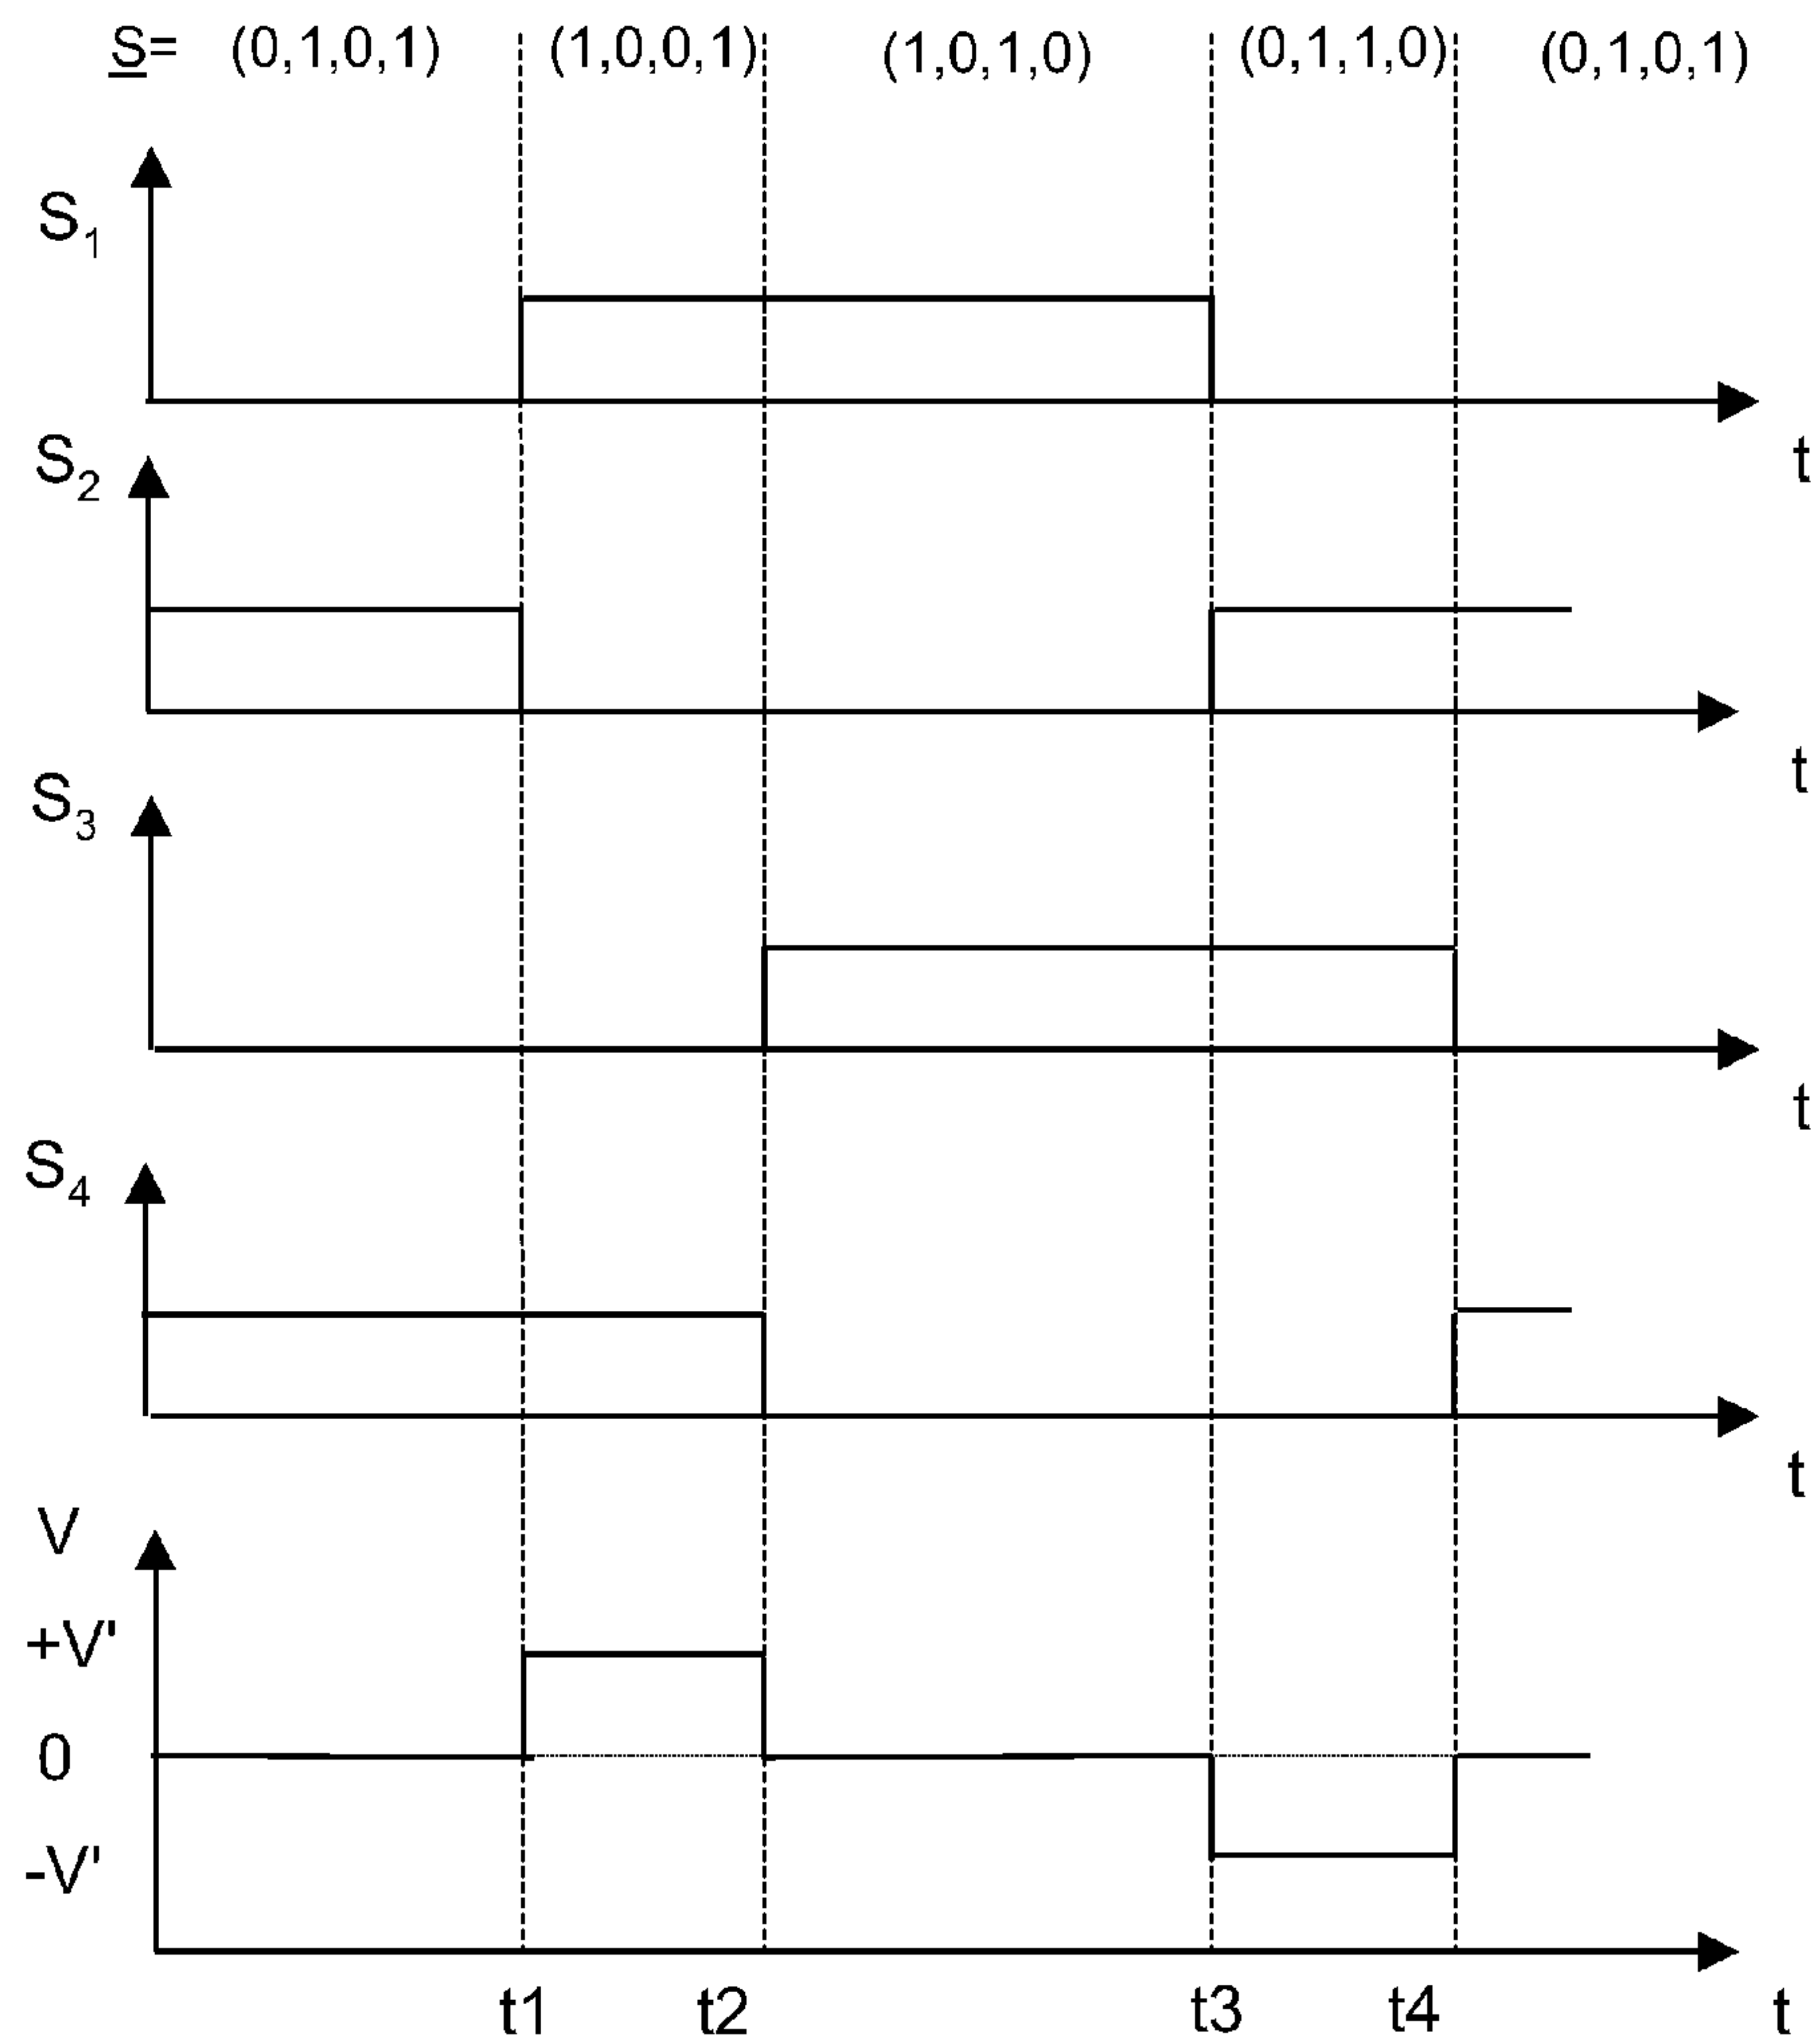 S= (0,1,0,1) (1,0,0,1) (1,0,1,0) (0,1,1,0) (0,1,0,1)
S1
t
S2
t
S3
t
S4
t
V
+V'
0
-V'
t1 t2 t3 t4 t